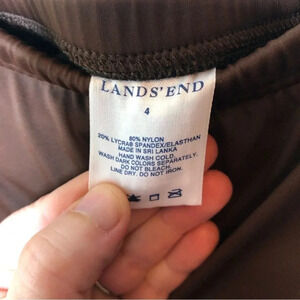 LANDS' END
4
80% NYLON
20% LYCRA® SPANDEX/ELASTHAN
MADE IN SRI LANKA
HAND WASH COLD.
WASH DARK COLORS SEPARATELY.
DO NOT BLEACH.
LINE DRY. DO NOT IRON.